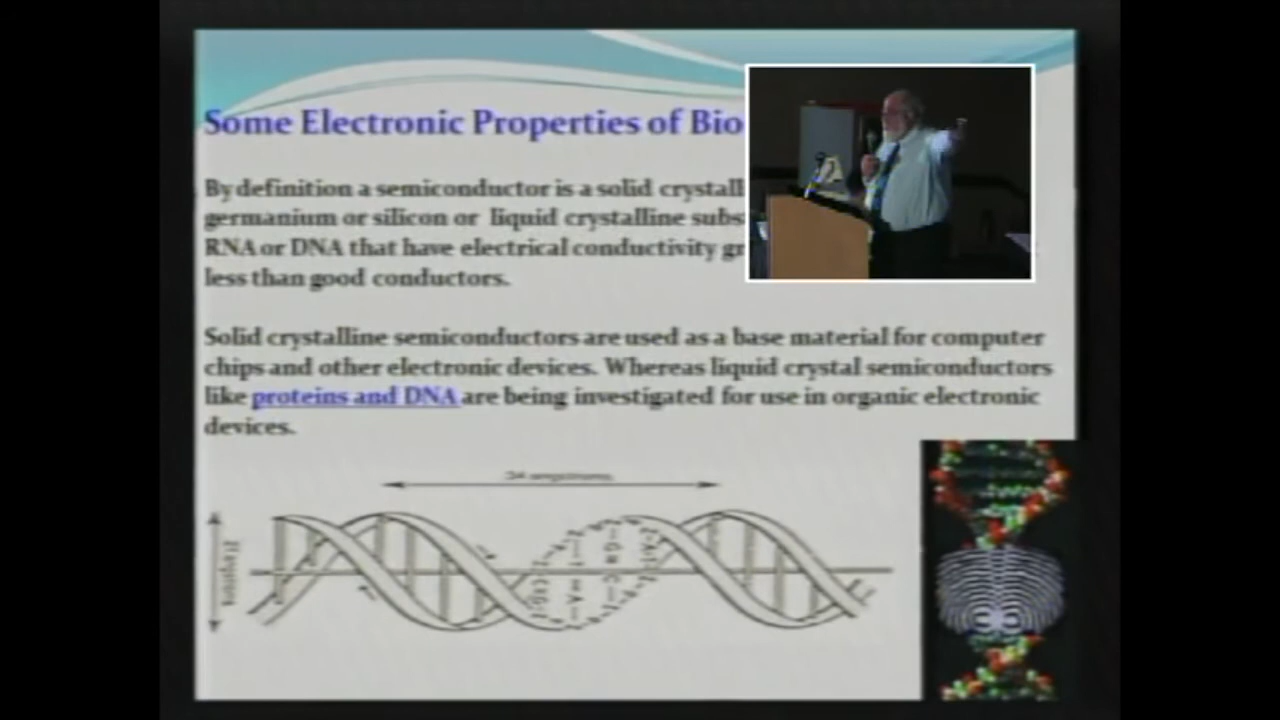 Some Electronic Properties of Bio
By definition a semiconductor is a solid crystall
germanium or silicon or liquid crystalline subs
RNA or DNA that have electrical conductivity gr
less than good conductors.
Solid crystalline semiconductors are used as a base material for computer
chips and other electronic devices. Whereas liquid crystal semiconductors
like proteins and DNA are being investigated for use in organic electronic
devices.
34 angstroms